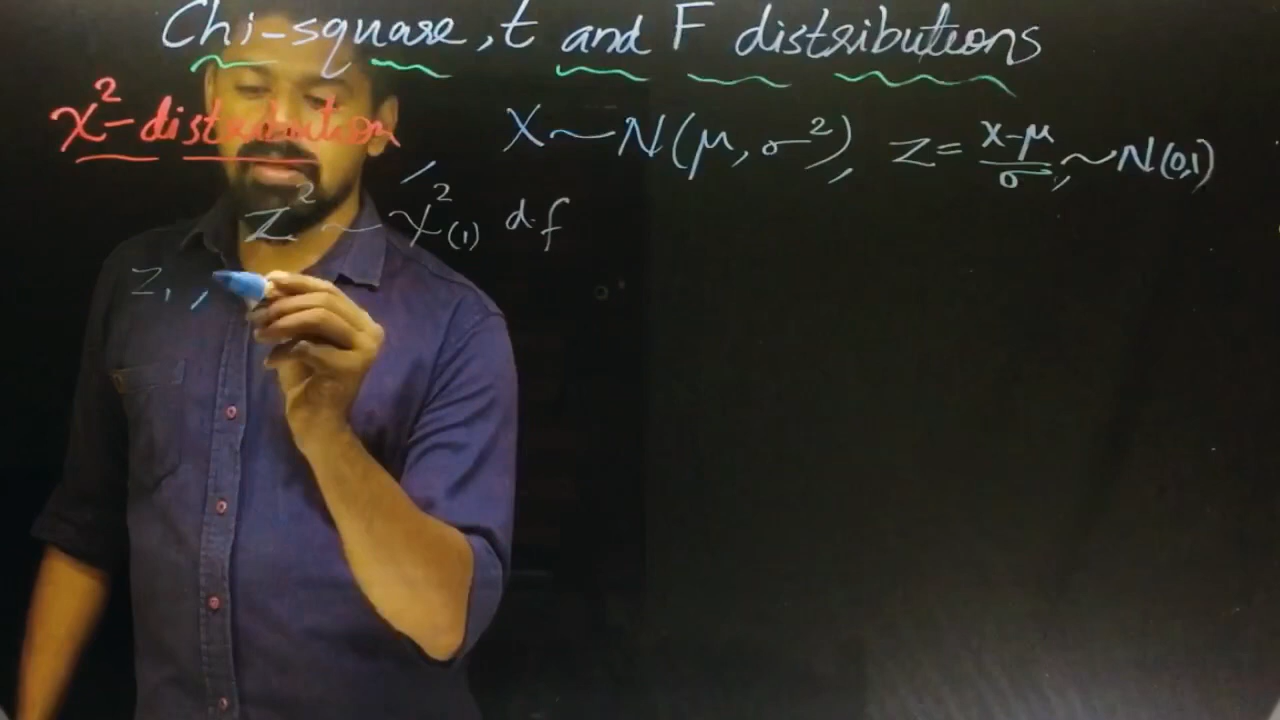 Chi-square, t and F distributions
χ²-distribution X ~ N(μ, σ²), Z = (X-μ)/σ, ~ N(0,1)
Z² ~ χ²(1) d.f
Z₁,